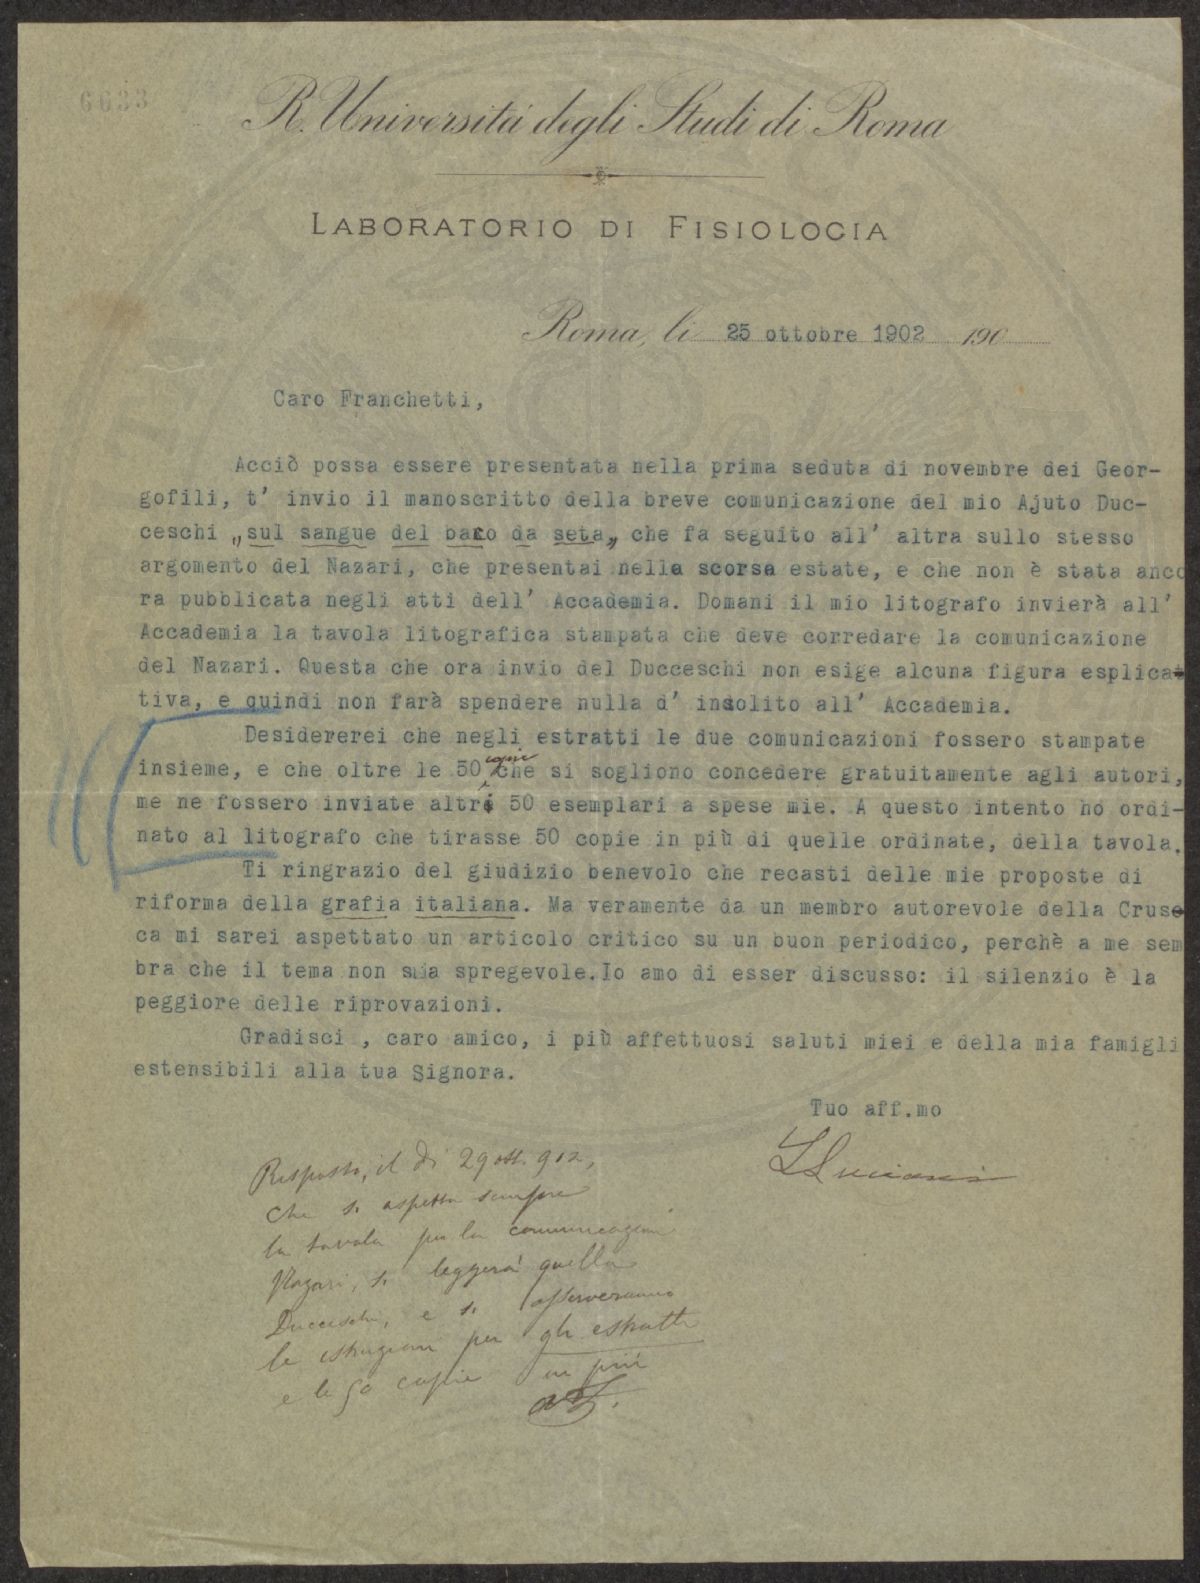 6633
R. Università degli Studi di Roma
LABORATORIO DI FISIOLOGIA
Roma, li 25 ottobre 1902 190
Caro Franchetti,
Acciò possa essere presentata nella prima seduta di novembre dei Geor-
gofili, t' invio il manoscritto della breve comunicazione del mio Ajuto Duc-
ceschi „sul sangue del baco da seta„ che fa seguito all' altra sullo stesso
argomento del Nazari, che presentai nella scorsa estate, e che non è stata anco
ra pubblicata negli atti dell' Accademia. Domani il mio litografo invierà all'
Accademia la tavola litografica stampata che deve corredare la comunicazione
del Nazari. Questa che ora invio del Ducceschi non esige alcuna figura esplica-
tiva, e quindi non farà spendere nulla d' insolito all' Accademia.
Desidererei che negli estratti le due comunicazioni fossero stampate
insieme, e che oltre le 50 copie che si sogliono concedere gratuitamente agli autori,
me ne fossero inviate altri 50 esemplari a spese mie. A questo intento ho ordi-
nato al litografo che tirasse 50 copie in più di quelle ordinate, della tavola.
Ti ringrazio del giudizio benevolo che recasti delle mie proposte di
riforma della grafia italiana. Ma veramente da un membro autorevole della Crus
ca mi sarei aspettato un articolo critico su un buon periodico, perchè a me sem
bra che il tema non sia spregevole. Io amo di esser discusso: il silenzio è la
peggiore delle riprovazioni.
Gradisci , caro amico, i più affettuosi saluti miei e della mia famigli
estensibili alla tua Signora.
Tuo aff.mo
L Luciani
Risposto, il dì 29 ott. 902,
che si aspetta sempre
la tavola per la comunicazione
Nazari, si leggerà quella
Ducceschi, e si osserveranno
le istruzioni per gli estratti
e le 50 copie in più